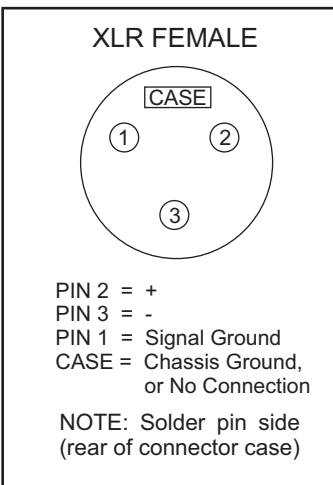 XLR FEMALE
CASE
1 2
3
PIN 2 = +
PIN 3 = -
PIN 1 = Signal Ground
CASE = Chassis Ground,
or No Connection
NOTE: Solder pin side
(rear of connector case)